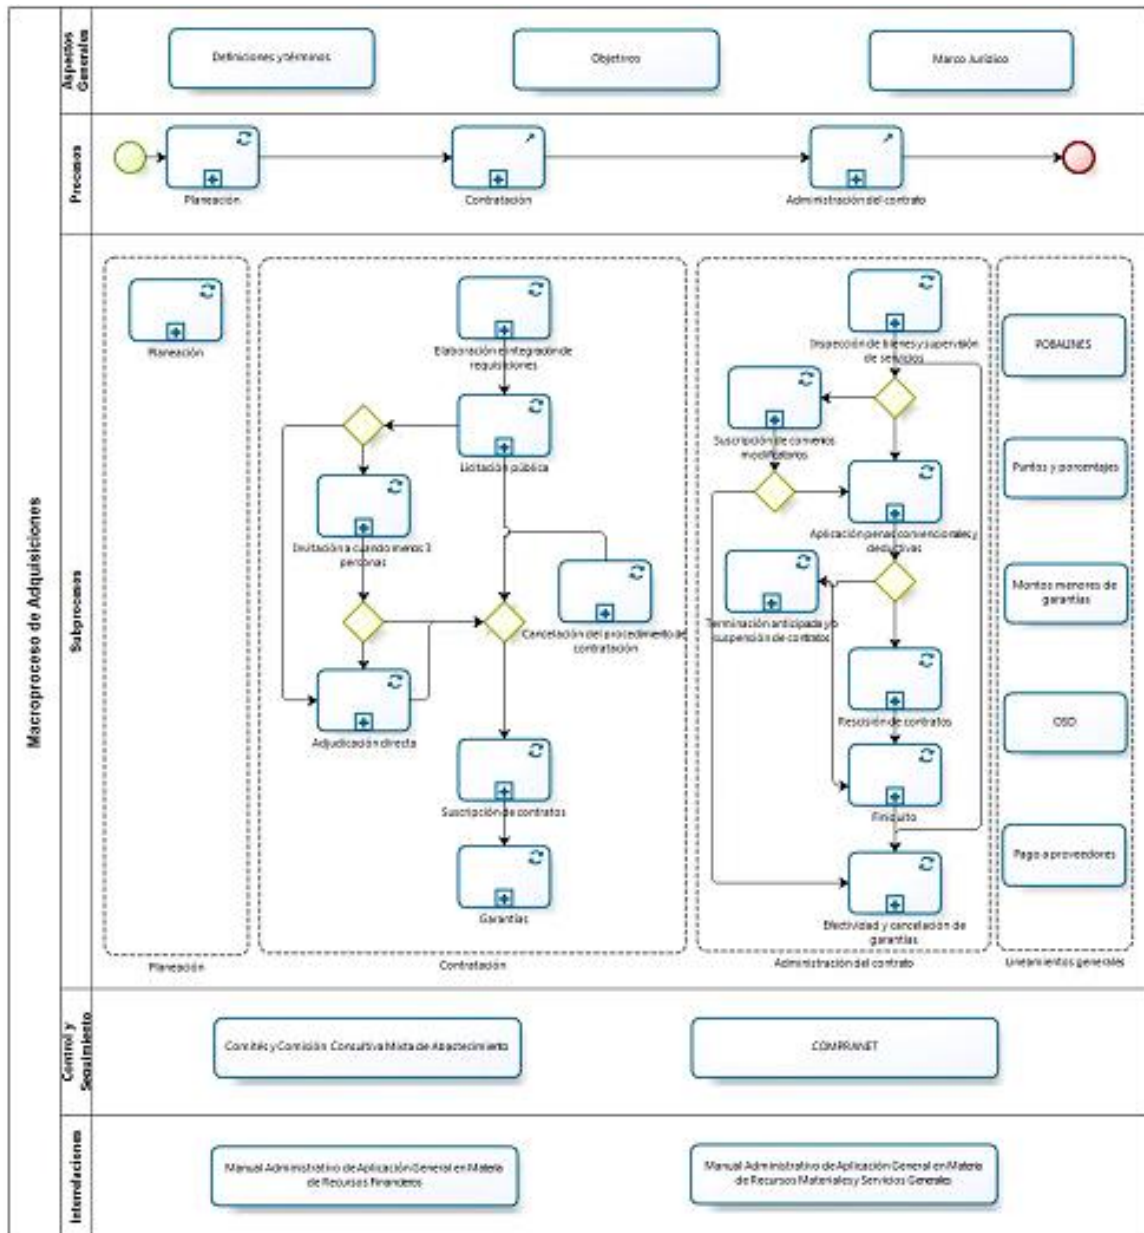 Macroproceso de Adquisiciones
Aspectos
Generales
Definiciones y términos
Objetivos
Marco Jurídico
Procesos
Planeación
Contratación
Administración del contrato
Subprocesos
Planeación
Elaboración e integración de
requisiciones
Licitación pública
Invitación a cuando menos 3
personas
Cancelación del procedimiento de
contratación
Adjudicación directa
Suscripción de contratos
Garantías
Inspección de bienes y supervisión
de servicios
Suscripción de convenios
modificatorios
Aplicación penas convencionales y
deductivas
Terminación anticipada y/o
suspensión de contratos
Rescisión de contratos
Finiquito
Efectividad y cancelación de
garantías
POBALINES
Puntos y porcentajes
Montos menores de
garantías
OSD
Pago a proveedores
Planeación
Contratación
Administración del contrato
Lineamientos generales
Control y
Seguimiento
Comités y Comisión Consultiva Mixta de Abastecimiento
COMPRANET
Interrelaciones
Manual Administrativo de Aplicación General en Materia
de Recursos Financieros
Manual Administrativo de Aplicación General en Materia
de Recursos Materiales y Servicios Generales